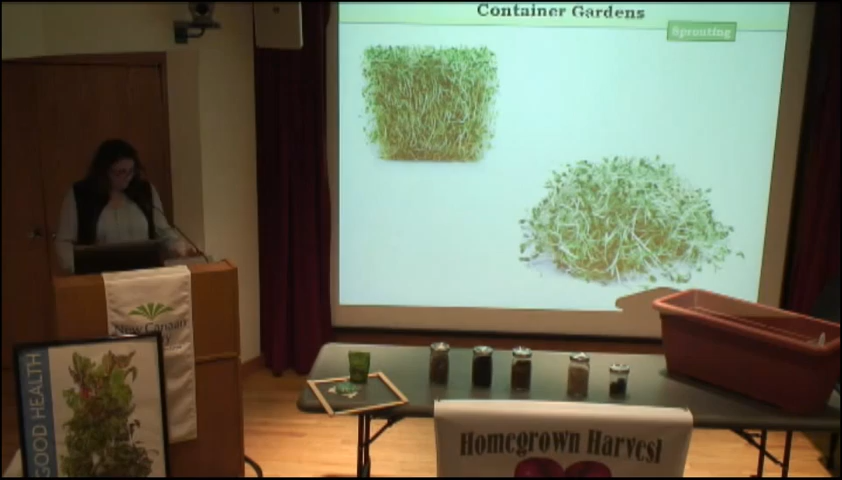 Container Gardens
Sprouting
New Canaan
GOOD HEALTH
Homegrown Harvest